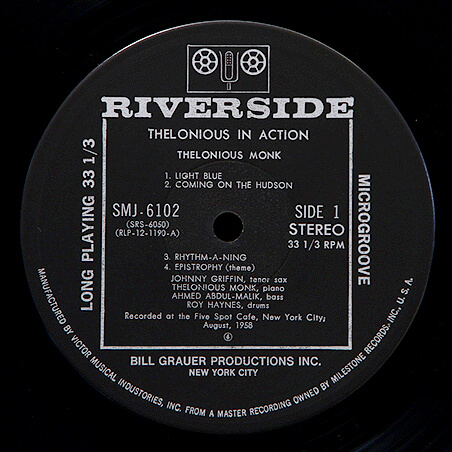 RIVERSIDE
THELONIOUS IN ACTION
THELONIOUS MONK
1. LIGHT BLUE
2. COMING ON THE HUDSON
SMJ-6102
(SRS-6050)
(RLP-12-1190-A)
SIDE 1
STEREO
33 1/3 RPM
3. RHYTHM-A-NING
4. EPISTROPHY (theme)
JOHNNY GRIFFIN, tenor sax
THELONIOUS MONK, piano
AHMED ABDUL-MALIK, bass
ROY HAYNES, drums
Recorded at the Five Spot Cafe, New York City;
August, 1958
BILL GRAUER PRODUCTIONS INC.
NEW YORK CITY
LONG PLAYING 33 1/3
MICROGROOVE
MANUFACTURED BY VICTOR MUSICAL INDUSTRIES, INC. FROM A MASTER RECORDING OWNED BY MILESTONE RECORDS, INC., U.S.A.